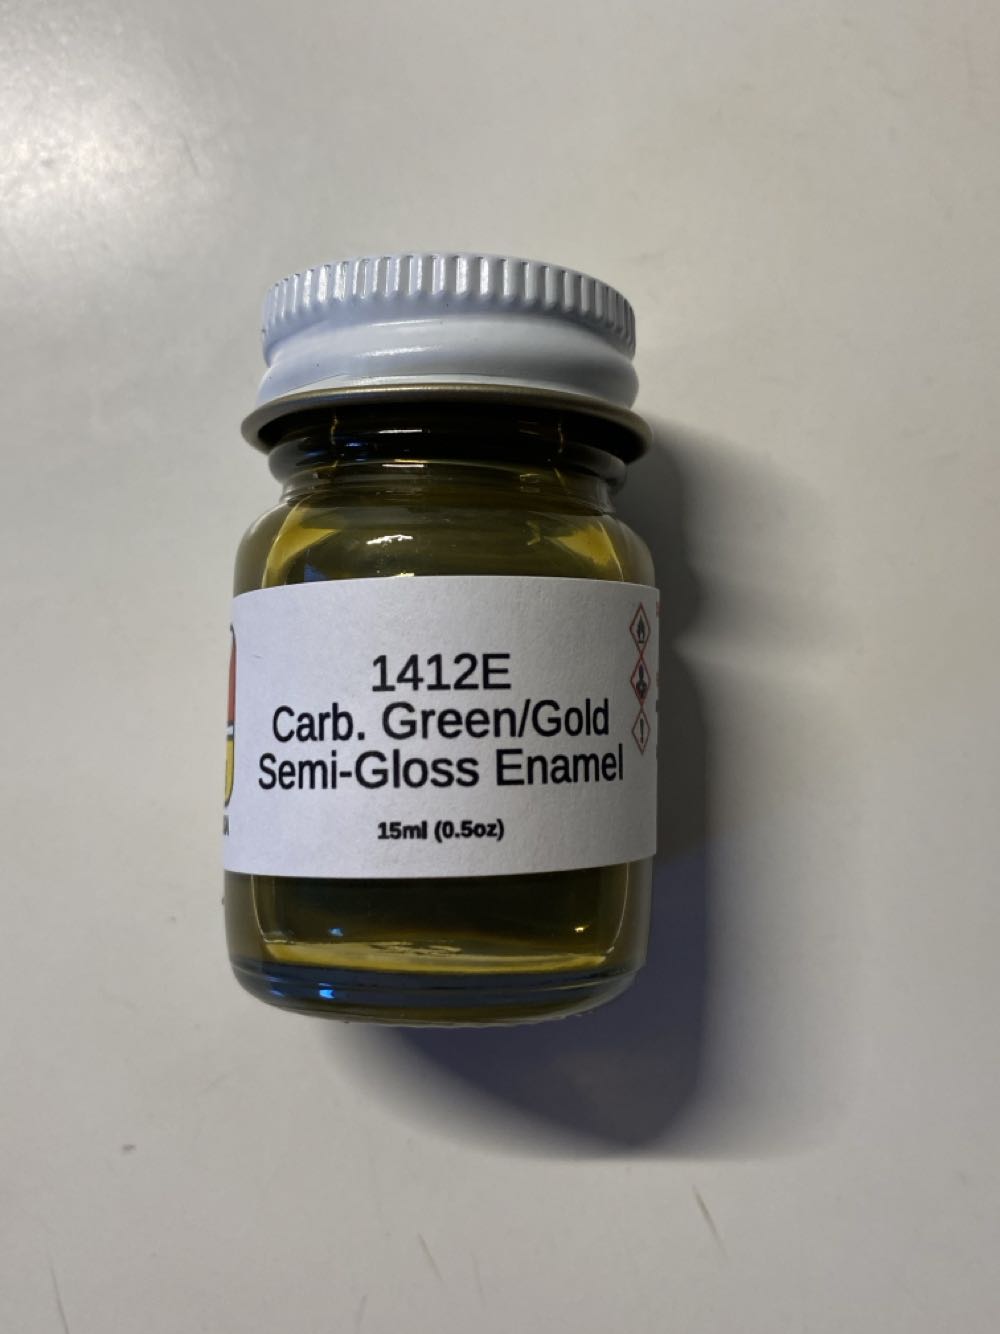 1412E
Carb. Green/Gold
Semi-Gloss Enamel
15ml (0.5oz)